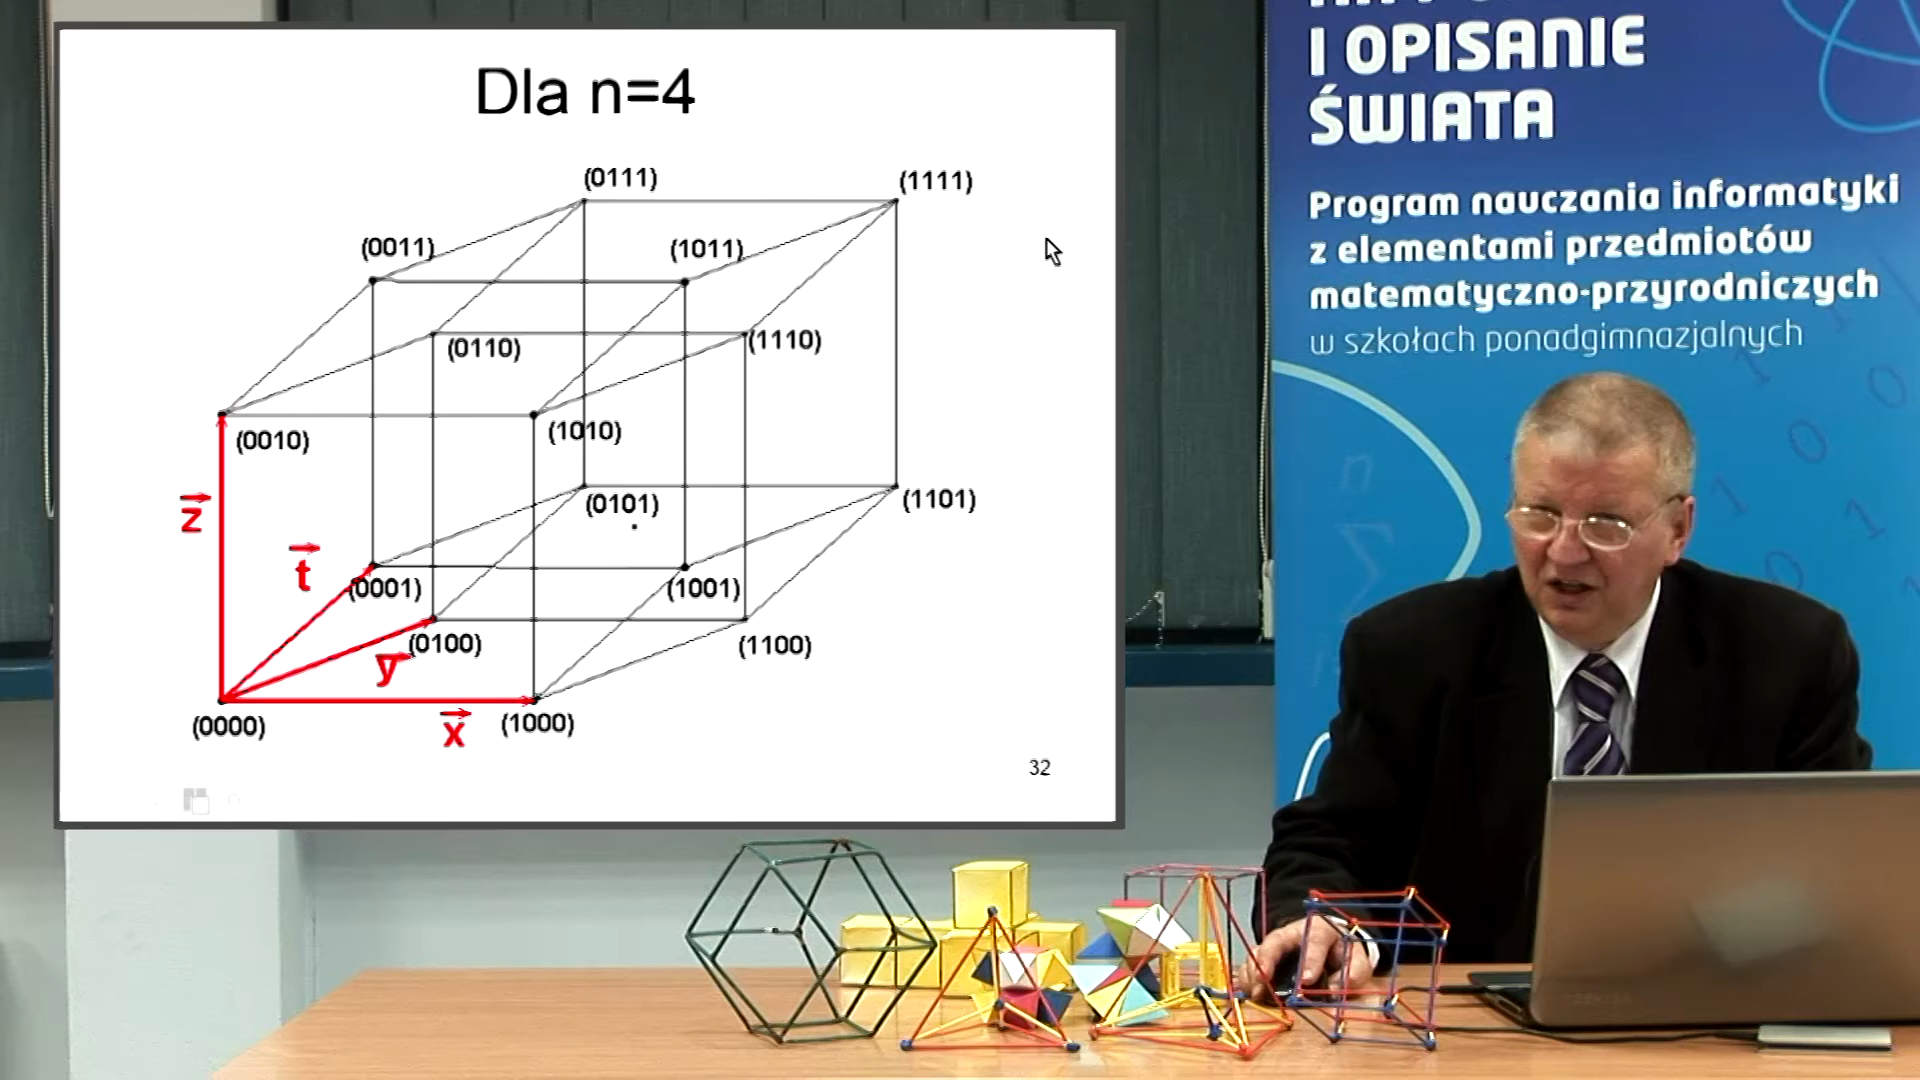 Dla n=4
(0111)
(1111)
(0011)
(1011)
(0110)
(1110)
(0010)
(1010)
z
(0101)
(1101)
t
(0001)
(1001)
(0100)
(1100)
y
(0000)
x
(1000)
32
I OPISANIE
ŚWIATA
Program nauczania informatyki
z elementami przedmiotów
matematyczno-przyrodniczych
w szkołach ponadgimnazjalnych